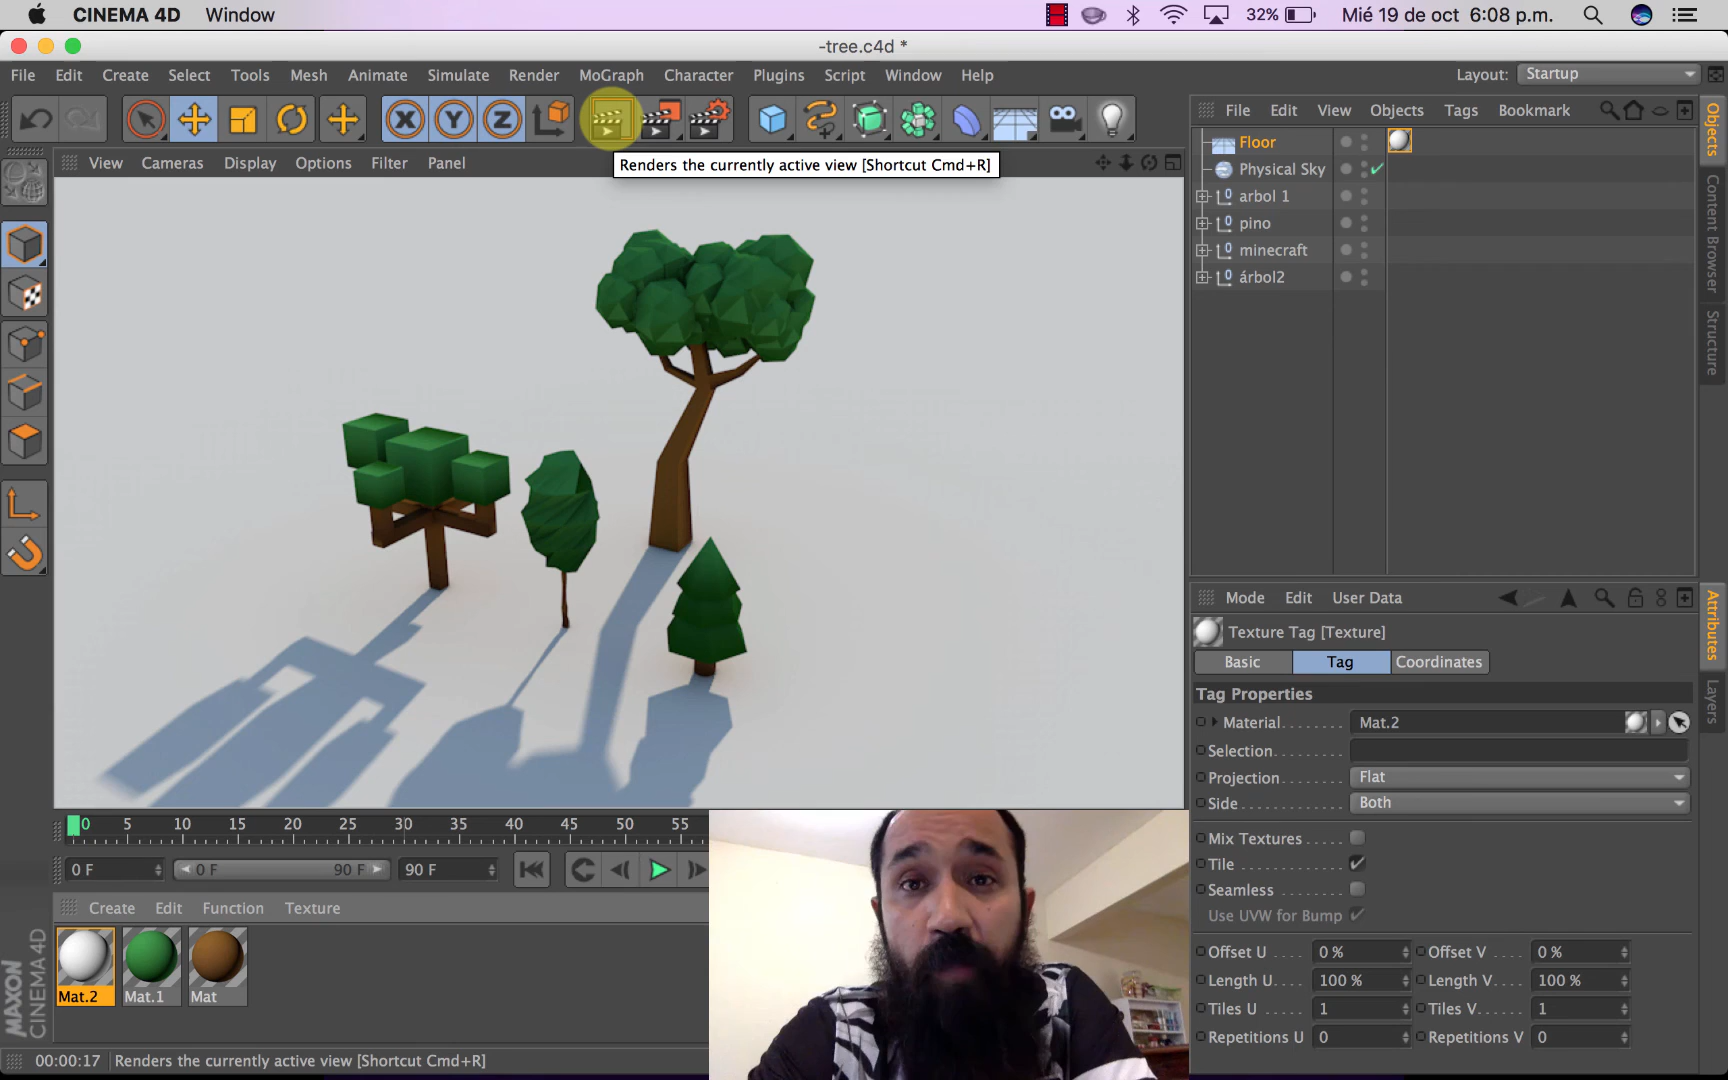 CINEMA 4D Window 32% Mié 19 de oct 6:08 p.m.
-tree.c4d *
File Edit Create Select Tools Mesh Animate Simulate Render MoGraph Character Plugins Script Window Help Layout: Startup
X Y Z
View Cameras Display Options Filter Panel
Renders the currently active view [Shortcut Cmd+R]
File Edit View Objects Tags Bookmark
Floor
Physical Sky
arbol 1
pino
minecraft
árbol2
Objects
Content Browser
Structure
Mode Edit User Data
Texture Tag [Texture]
Basic Tag Coordinates
Tag Properties
Material Mat.2
Selection
Projection Flat
Side Both
Mix Textures
Tile
Seamless
Use UVW for Bump
Offset U 0 % Offset V 0 %
Length U 100 % Length V 100 %
Tiles U 1 Tiles V 1
Repetitions U 0 Repetitions V 0
Attributes
Layers
0 5 10 15 20 25 30 35 40 45 50 55
0 F 0 F 90 F 90 F
Create Edit Function Texture
Mat.2 Mat.1 Mat
MAXON
CINEMA 4D
00:00:17 Renders the currently active view [Shortcut Cmd+R]